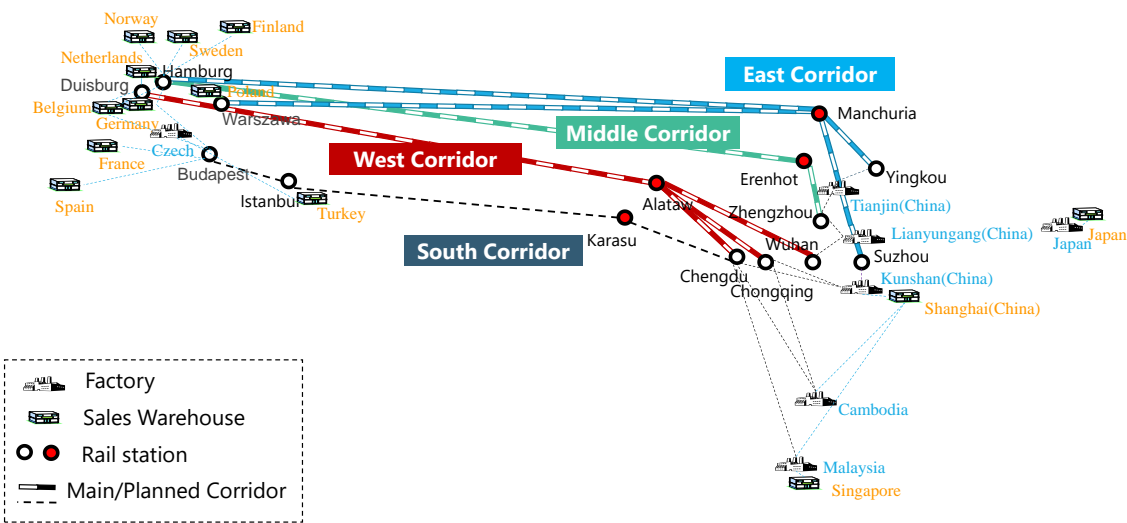 Norway
Finland
Sweden
Netherlands
Hamburg
East Corridor
Duisburg
Poland
Belgium
Manchuria
Warszawa
Germany
Middle Corridor
Czech
West Corridor
France
Budapest
Erenhot
Yingkou
Istanbul
Spain
Turkey
Alataw
Zhengzhou
Tianjin(China)
Karasu
Lianyungang(China)
Japan
Japan
South Corridor
Wuhan
Suzhou
Chengdu
Kunshan(China)
Chongqing
Shanghai(China)
Factory
Sales Warehouse
Cambodia
Rail station
Malaysia
Main/Planned Corridor
Singapore